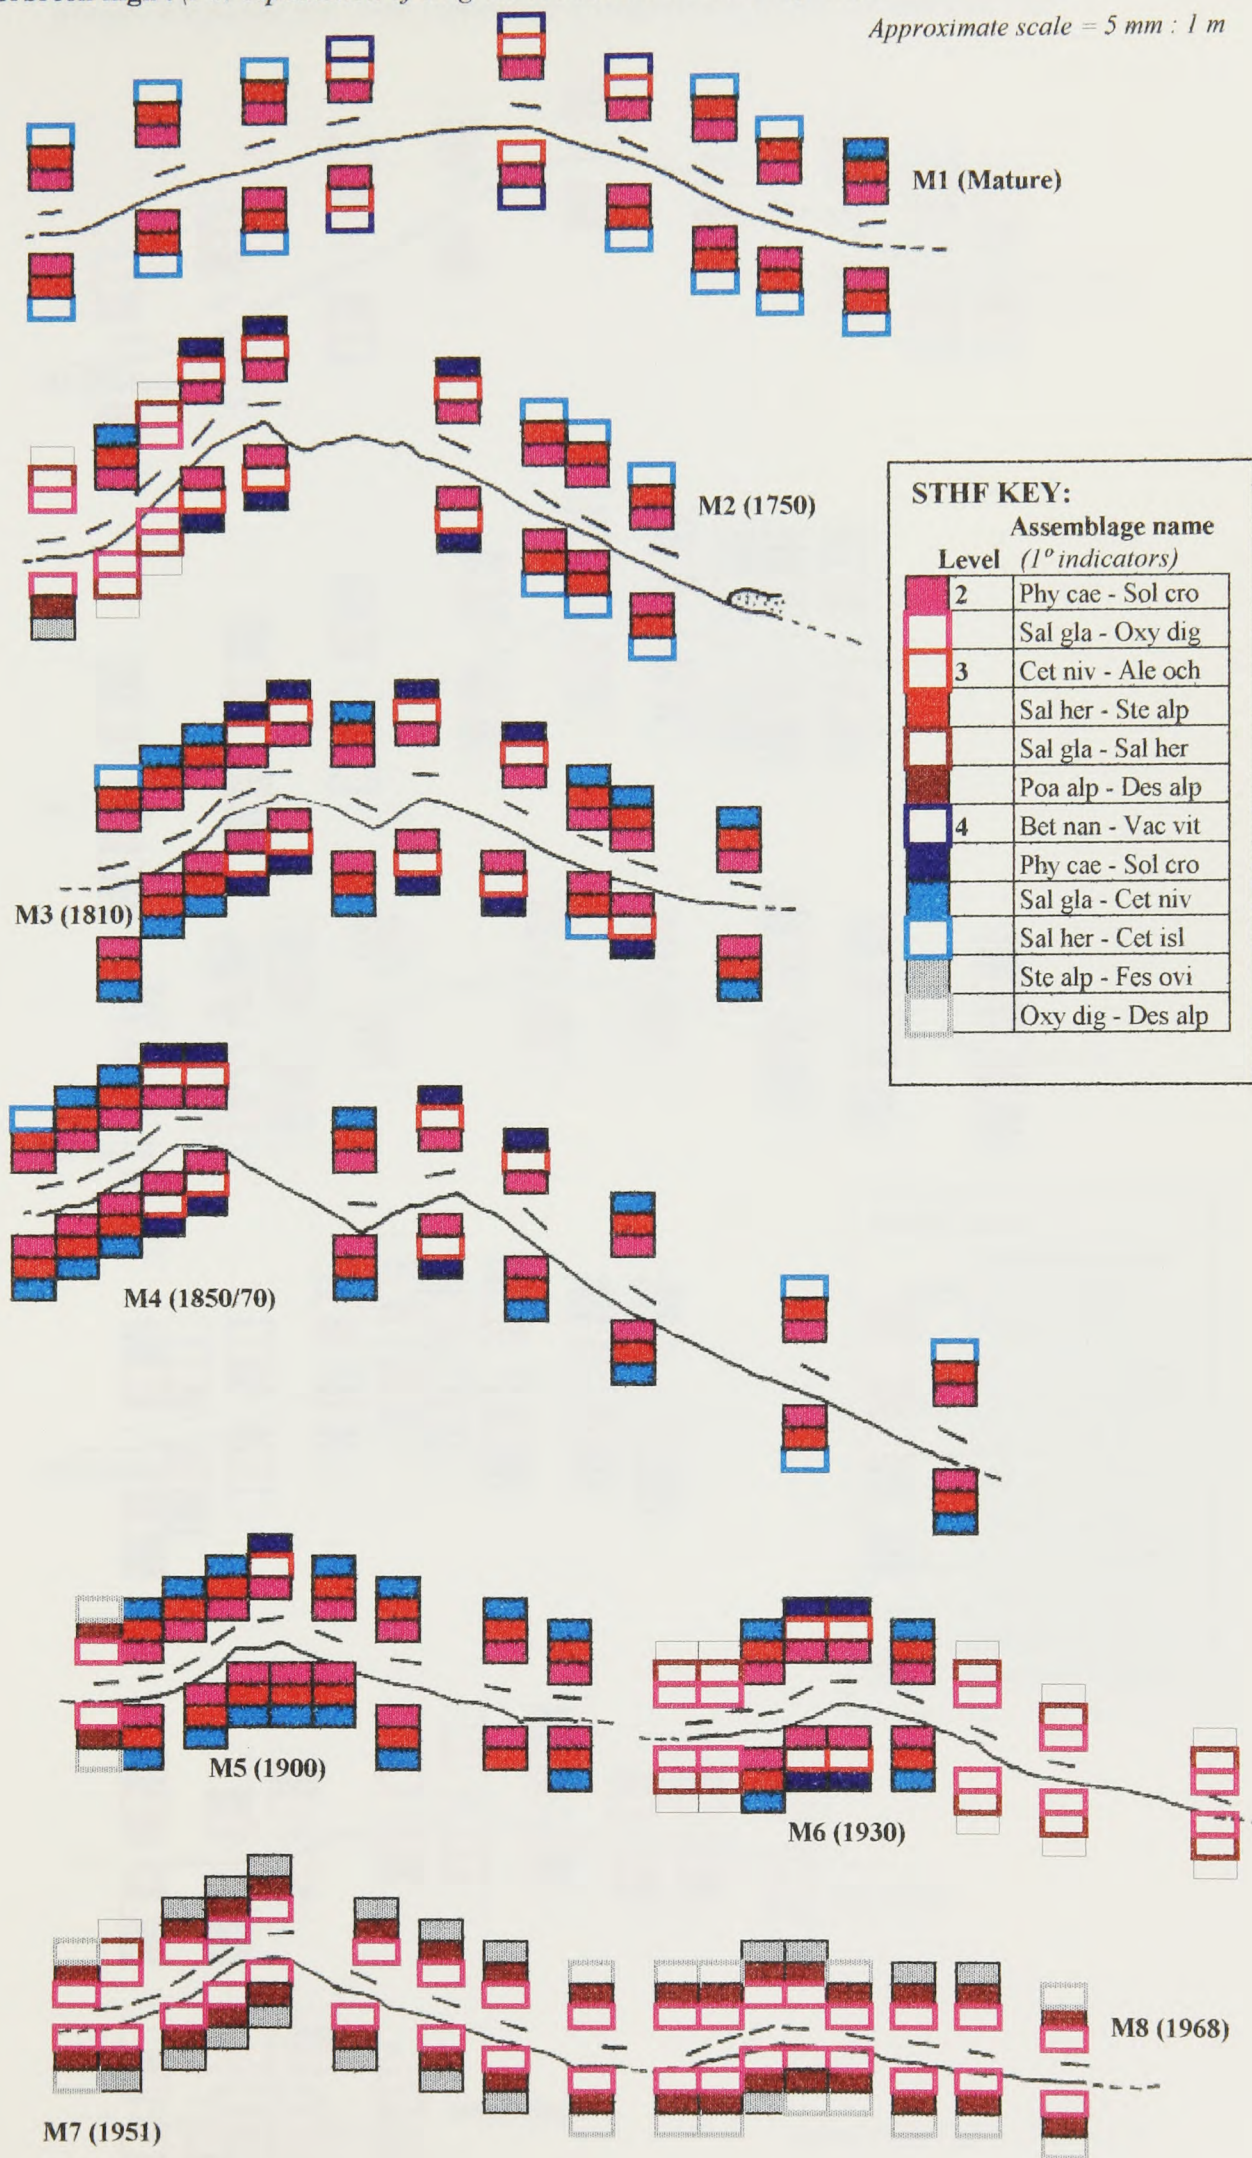 Approximate scale = 5 mm : 1 m
M1 (Mature)
M2 (1750)
STHF KEY:
Assemblage name
Level (1º indicators)
2 Phy cae - Sol cro
Sal gla - Oxy dig
3 Cet niv - Ale och
Sal her - Ste alp
Sal gla - Sal her
Poa alp - Des alp
4 Bet nan - Vac vit
Phy cae - Sol cro
Sal gla - Cet niv
Sal her - Cet isl
Ste alp - Fes ovi
Oxy dig - Des alp
M3 (1810)
M4 (1850/70)
M5 (1900)
M6 (1930)
M8 (1968)
M7 (1951)